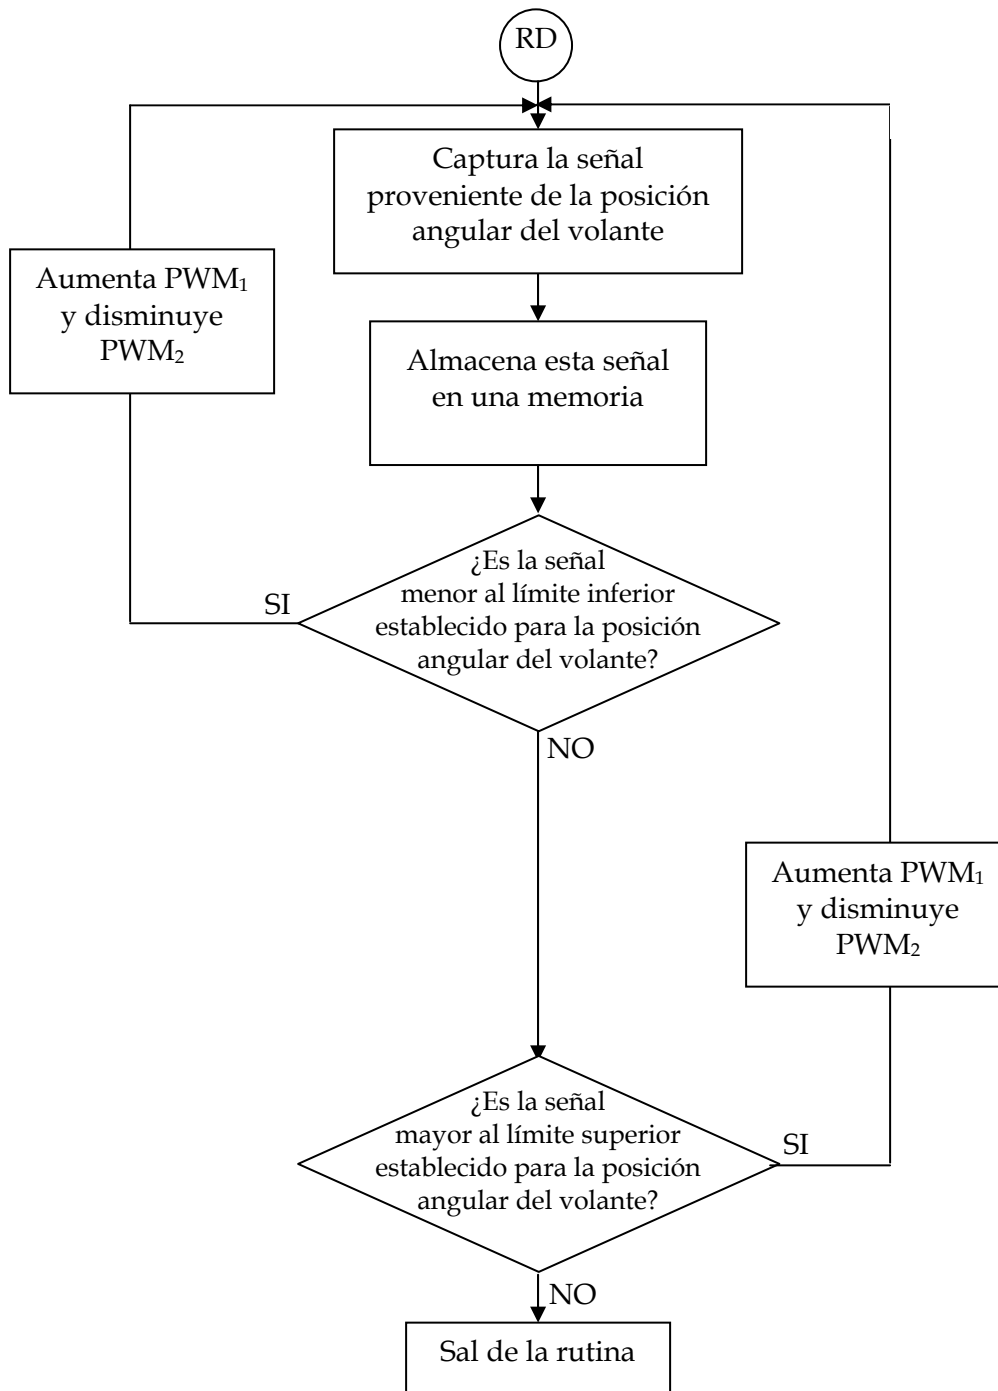 RD
Captura la señal
proveniente de la posición
angular del volante
Aumenta PWM₁
y disminuye
PWM₂
Almacena esta señal
en una memoria
¿Es la señal
menor al límite inferior
establecido para la posición
angular del volante?
SI
NO
Aumenta PWM₁
y disminuye
PWM₂
¿Es la señal
mayor al límite superior
establecido para la posición
angular del volante?
SI
NO
Sal de la rutina